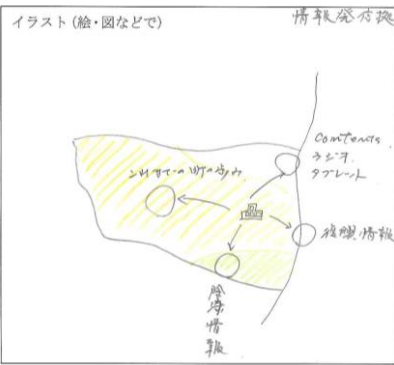 イラスト(絵・図などで)
情報発信拠
Contents
ラジオ
タブレット
これまでの町の歩み
復興情報
除染情報